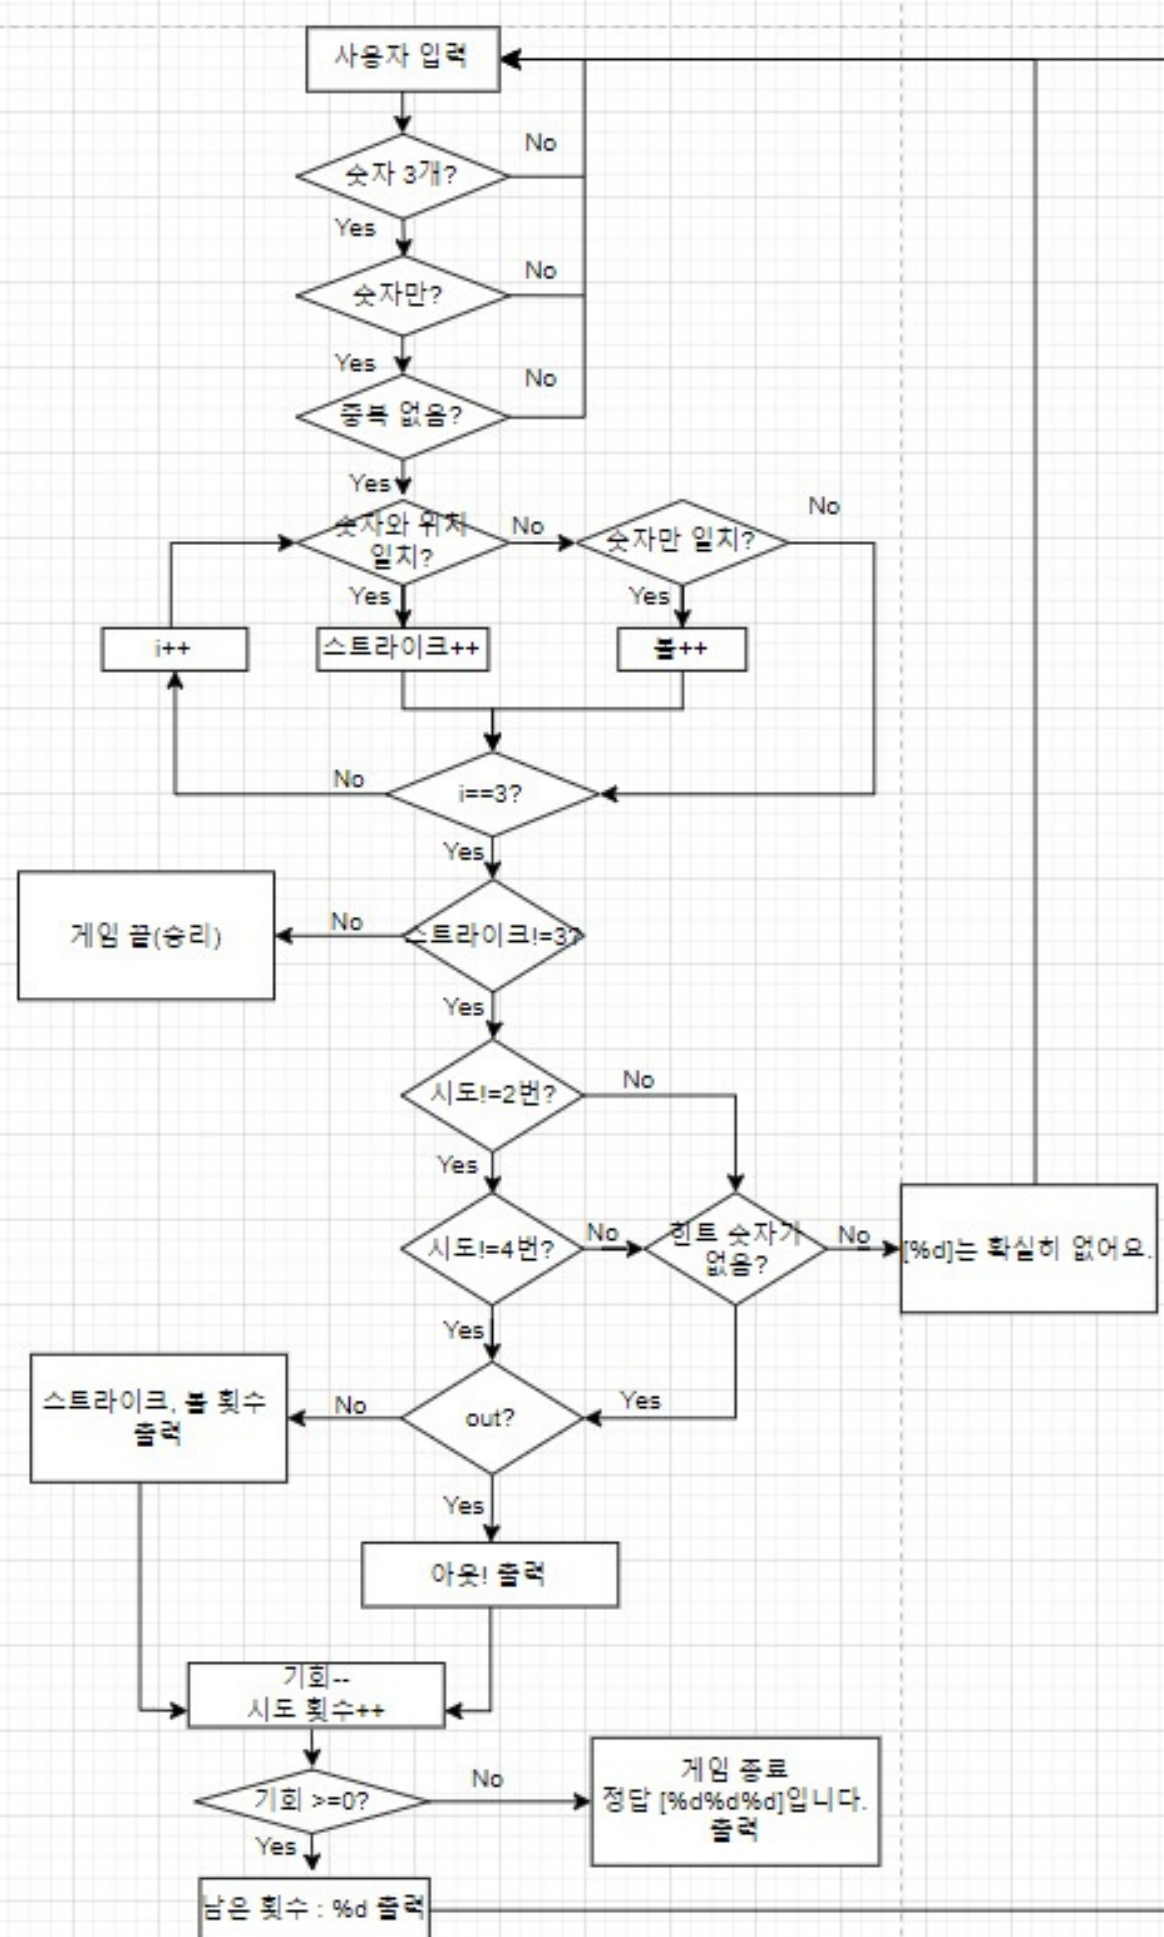 사용자 입력
No
숫자 3개?
Yes
No
숫자만?
Yes
No
중복 없음?
Yes
숫자와 위치
일치?
No
숫자만 일치?
No
Yes
Yes
i++
스트라이크++
볼++
No
i==3?
Yes
게임 끝(승리)
No
스트라이크!=3?
Yes
시도!=2번?
No
Yes
시도!=4번?
No
힌트 숫자가
없음?
No
[%d]는 확실히 없어요.
Yes
스트라이크, 볼 횟수
출력
No
out?
Yes
Yes
아웃! 출력
기회--
시도 횟수++
기회 >=0?
No
게임 종료
정답 [%d%d%d]입니다.
출력
Yes
남은 횟수 : %d 출력